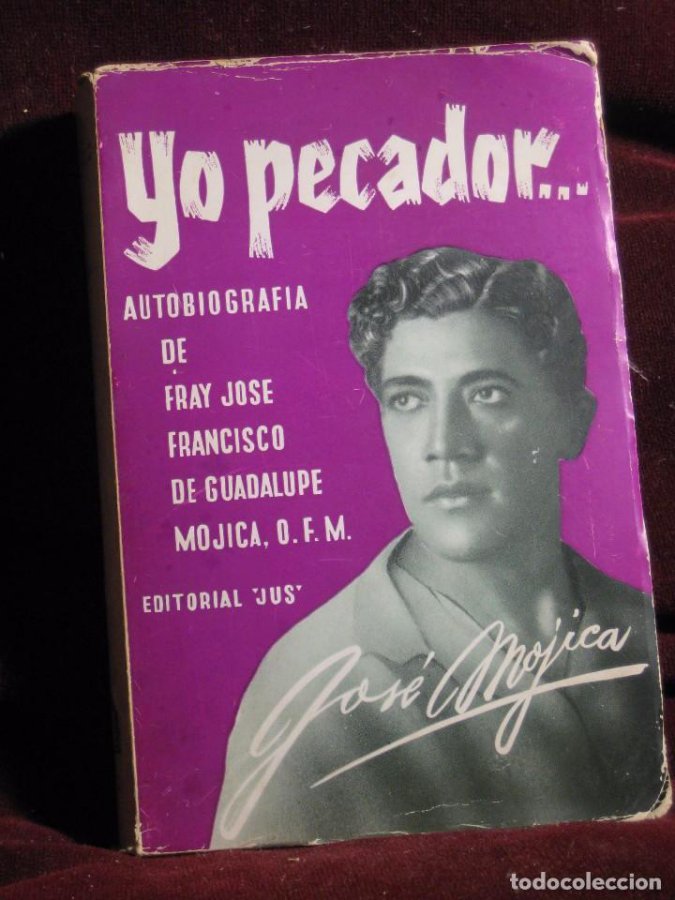 Yo pecador...
AUTOBIOGRAFIA
DE
FRAY JOSE
FRANCISCO
DE GUADALUPE
MOJICA, O.F.M.
EDITORIAL "JUS"
José Mojica
todocoleccion